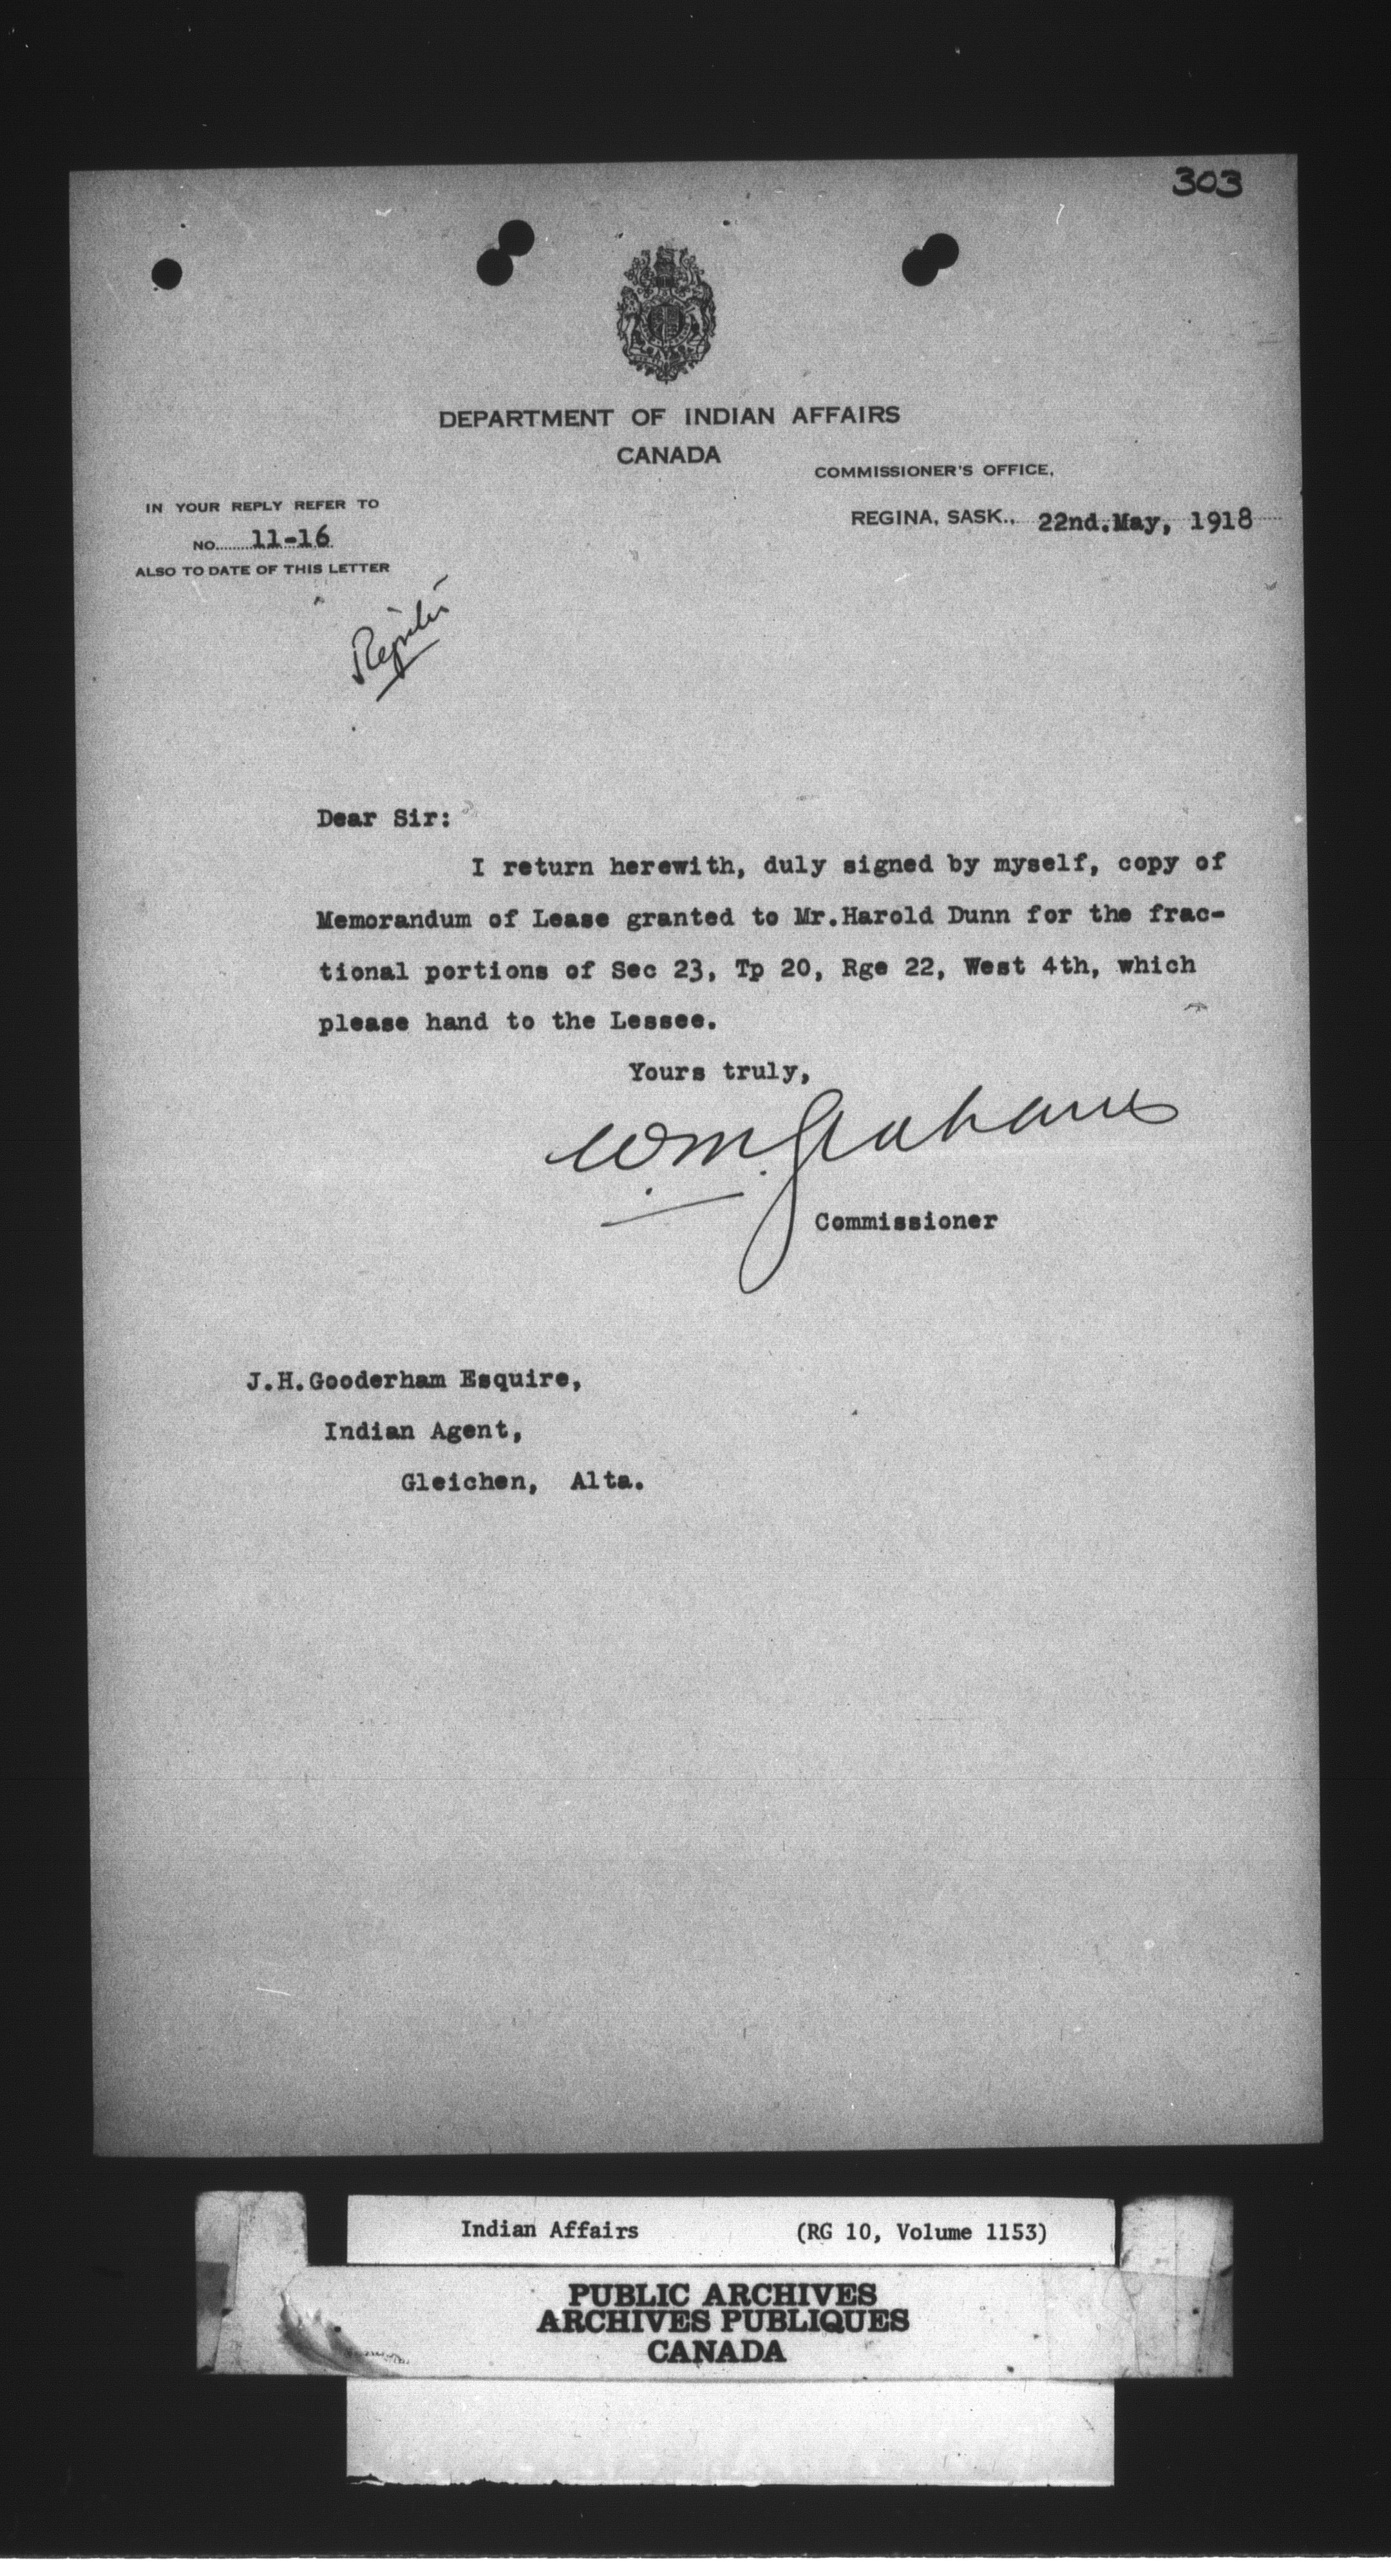 303
DEPARTMENT OF INDIAN AFFAIRS
CANADA
COMMISSIONER'S OFFICE,
IN YOUR REPLY REFER TO
REGINA, SASK., 22nd.May, 1918
NO. 11-16
ALSO TO DATE OF THIS LETTER
Dear Sir:
I return herewith, duly signed by myself, copy of
Memorandum of Lease granted to Mr.Harold Dunn for the frac-
tional portions of Sec 23, Tp 20, Rge 22, West 4th, which
please hand to the Lessee.
Yours truly,
W.M. Graham
Commissioner
J.H.Gooderham Esquire,
Indian Agent,
Gleichen, Alta.
Indian Affairs (RG 10, Volume 1153)
PUBLIC ARCHIVES
ARCHIVES PUBLIQUES
CANADA